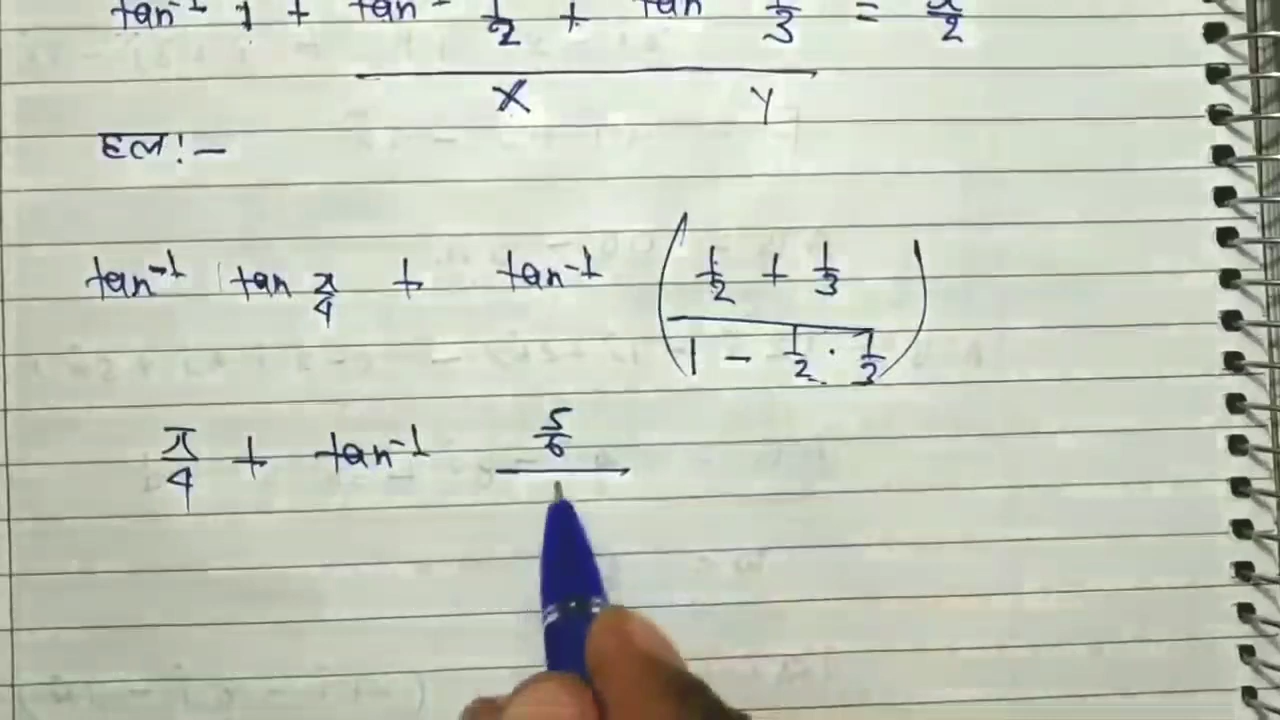 tan⁻¹ 1 + tan⁻¹ 1/2 + tan 1/3 = π/2
x y
हल:-
tan⁻¹ tan π/4 + tan⁻¹ ( (1/2 + 1/3) / (1 - 1/2 · 1/3) )
π/4 + tan⁻¹ 5/6